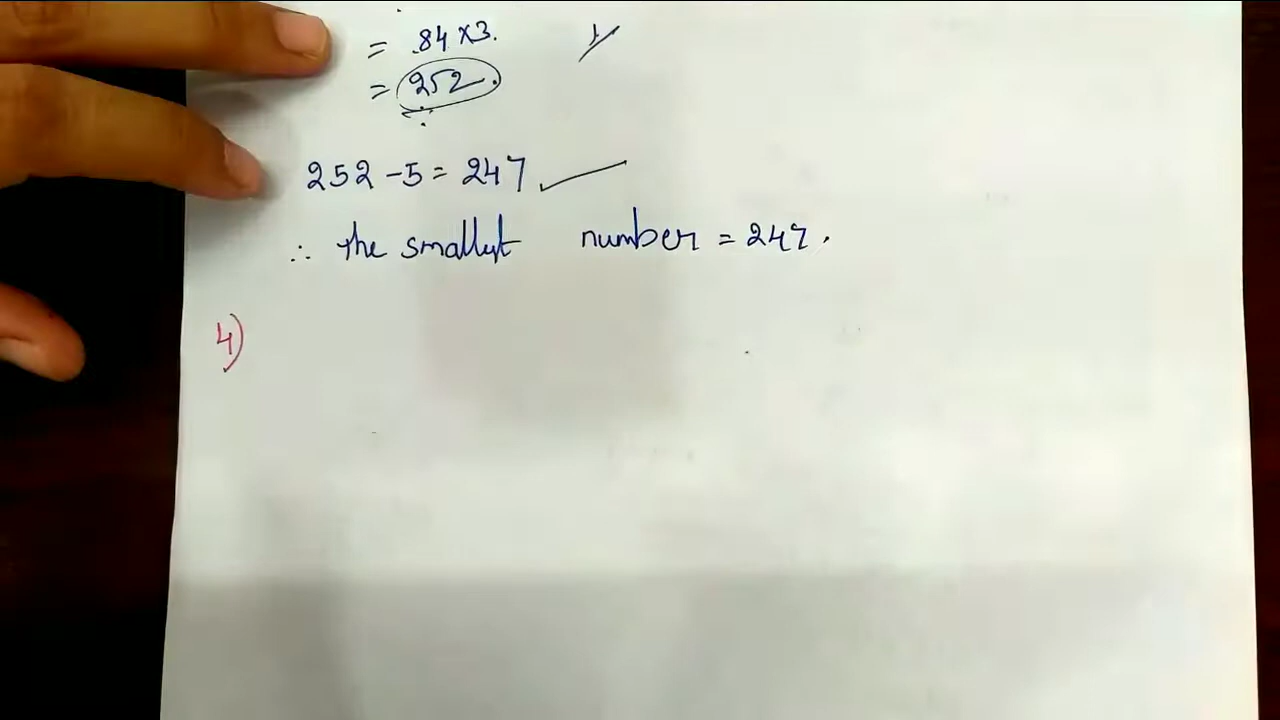 = 84 × 3.
= 252.
252 - 5 = 247
∴ the smallest number = 247.
4)